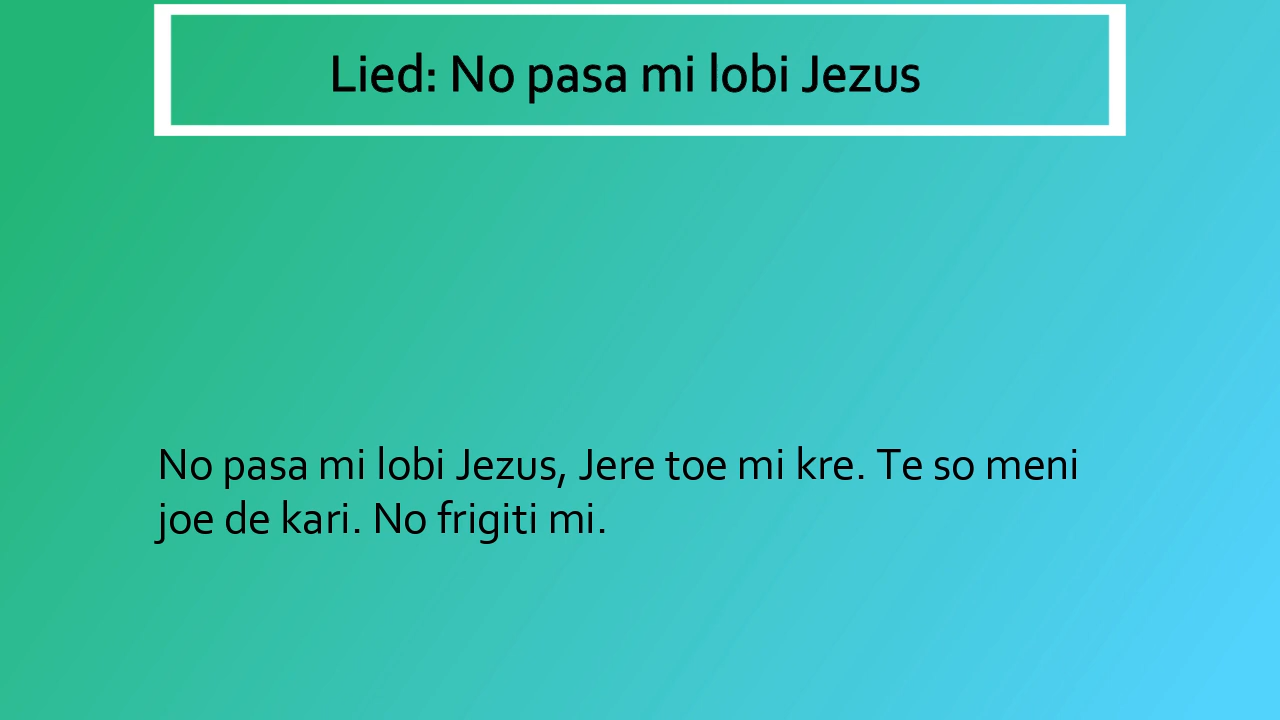 Lied: No pasa mi lobi Jezus
No pasa mi lobi Jezus, Jere toe mi kre. Te so meni
joe de kari. No frigiti mi.